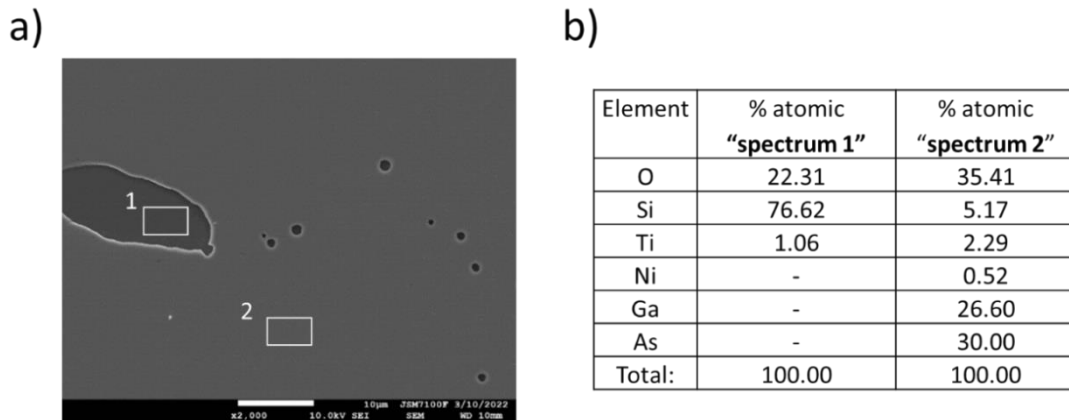 a)
b)
1
2
10μm JSM7100F 3/10/2022
x2,000 10.0kV SEI SEM WD 10mm
Element % atomic "spectrum 1" % atomic "spectrum 2"
O 22.31 35.41
Si 76.62 5.17
Ti 1.06 2.29
Ni - 0.52
Ga - 26.60
As - 30.00
Total: 100.00 100.00